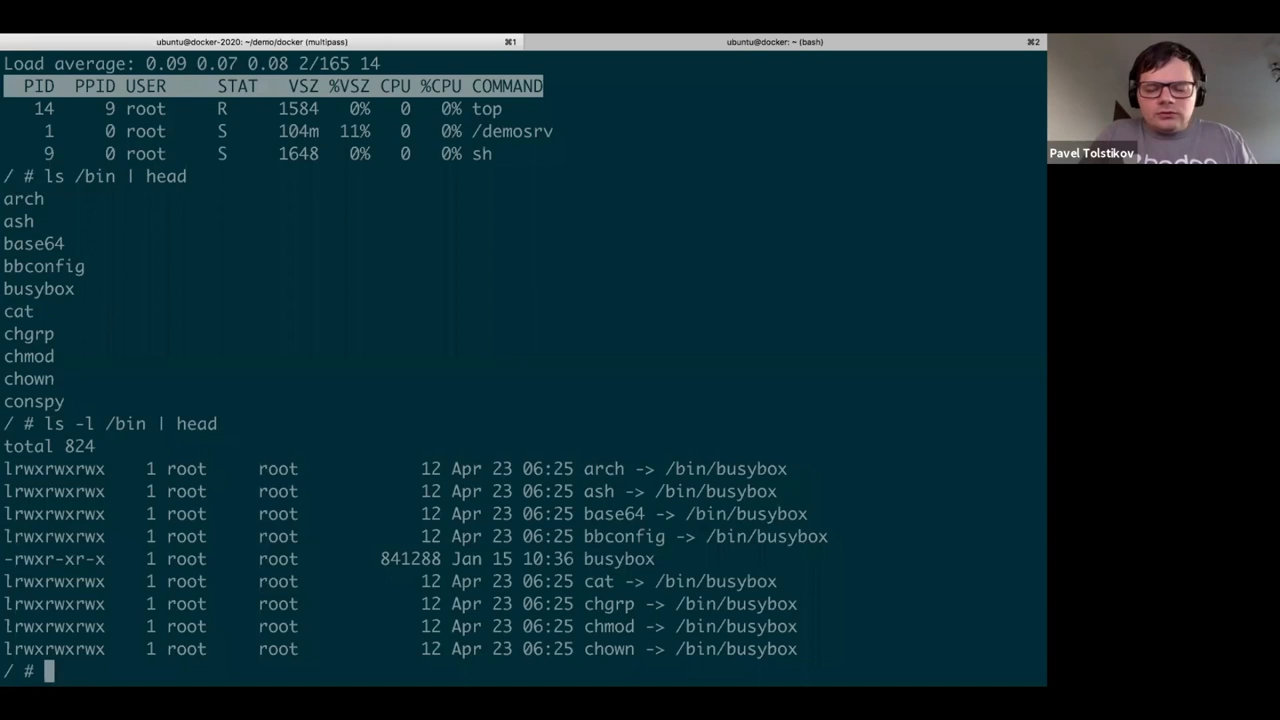 ubuntu@docker-2020: ~/demo/docker (multipass) ⌘1 ubuntu@docker: ~ (bash) ⌘2
Load average: 0.09 0.07 0.08 2/165 14
PID PPID USER STAT VSZ %VSZ CPU %CPU COMMAND
14 9 root R 1584 0% 0 0% top
1 0 root S 104m 11% 0 0% /demosrv
9 0 root S 1648 0% 0 0% sh
/ # ls /bin | head
arch
ash
base64
bbconfig
busybox
cat
chgrp
chmod
chown
conspy
/ # ls -l /bin | head
total 824
lrwxrwxrwx 1 root root 12 Apr 23 06:25 arch -> /bin/busybox
lrwxrwxrwx 1 root root 12 Apr 23 06:25 ash -> /bin/busybox
lrwxrwxrwx 1 root root 12 Apr 23 06:25 base64 -> /bin/busybox
lrwxrwxrwx 1 root root 12 Apr 23 06:25 bbconfig -> /bin/busybox
-rwxr-xr-x 1 root root 841288 Jan 15 10:36 busybox
lrwxrwxrwx 1 root root 12 Apr 23 06:25 cat -> /bin/busybox
lrwxrwxrwx 1 root root 12 Apr 23 06:25 chgrp -> /bin/busybox
lrwxrwxrwx 1 root root 12 Apr 23 06:25 chmod -> /bin/busybox
lrwxrwxrwx 1 root root 12 Apr 23 06:25 chown -> /bin/busybox
/ #
Pavel Tolstikov